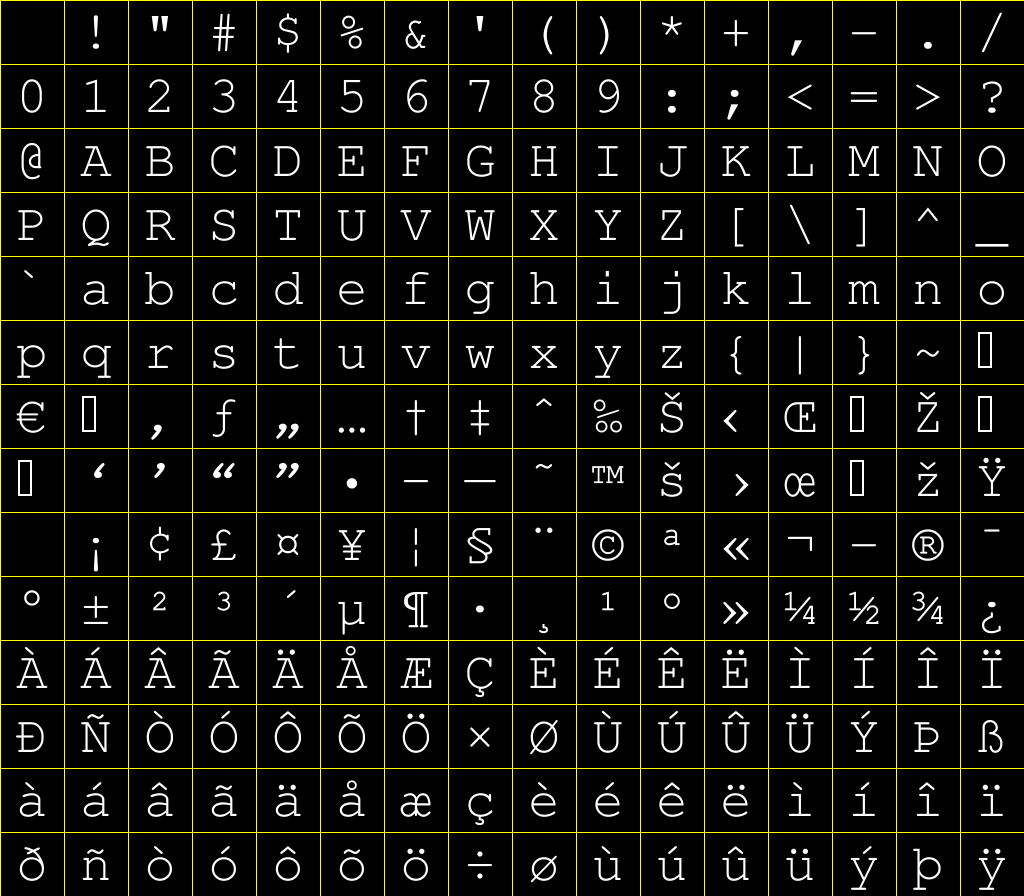 ! " # $ % & ' ( ) * + , - . /
0 1 2 3 4 5 6 7 8 9 : ; < = > ?
@ A B C D E F G H I J K L M N O
P Q R S T U V W X Y Z [ \ ] ^ _
` a b c d e f g h i j k l m n o
p q r s t u v w x y z { | } ~ ▯
€ ▯ ‚ ƒ „ … † ‡ ˆ ‰ Š ‹ Œ ▯ Ž ▯
▯ ‘ ’ “ ” • – — ˜ ™ š › œ ▯ ž Ÿ
¡ ¢ £ ¤ ¥ ¦ § ¨ © ª « ¬ - ® ¯
° ± ² ³ ´ µ ¶ · ¸ ¹ º » ¼ ½ ¾ ¿
À Á Â Ã Ä Å Æ Ç È É Ê Ë Ì Í Î Ï
Ð Ñ Ò Ó Ô Õ Ö × Ø Ù Ú Û Ü Ý Þ ß
à á â ã ä å æ ç è é ê ë ì í î ï
ð ñ ò ó ô õ ö ÷ ø ù ú û ü ý þ ÿ